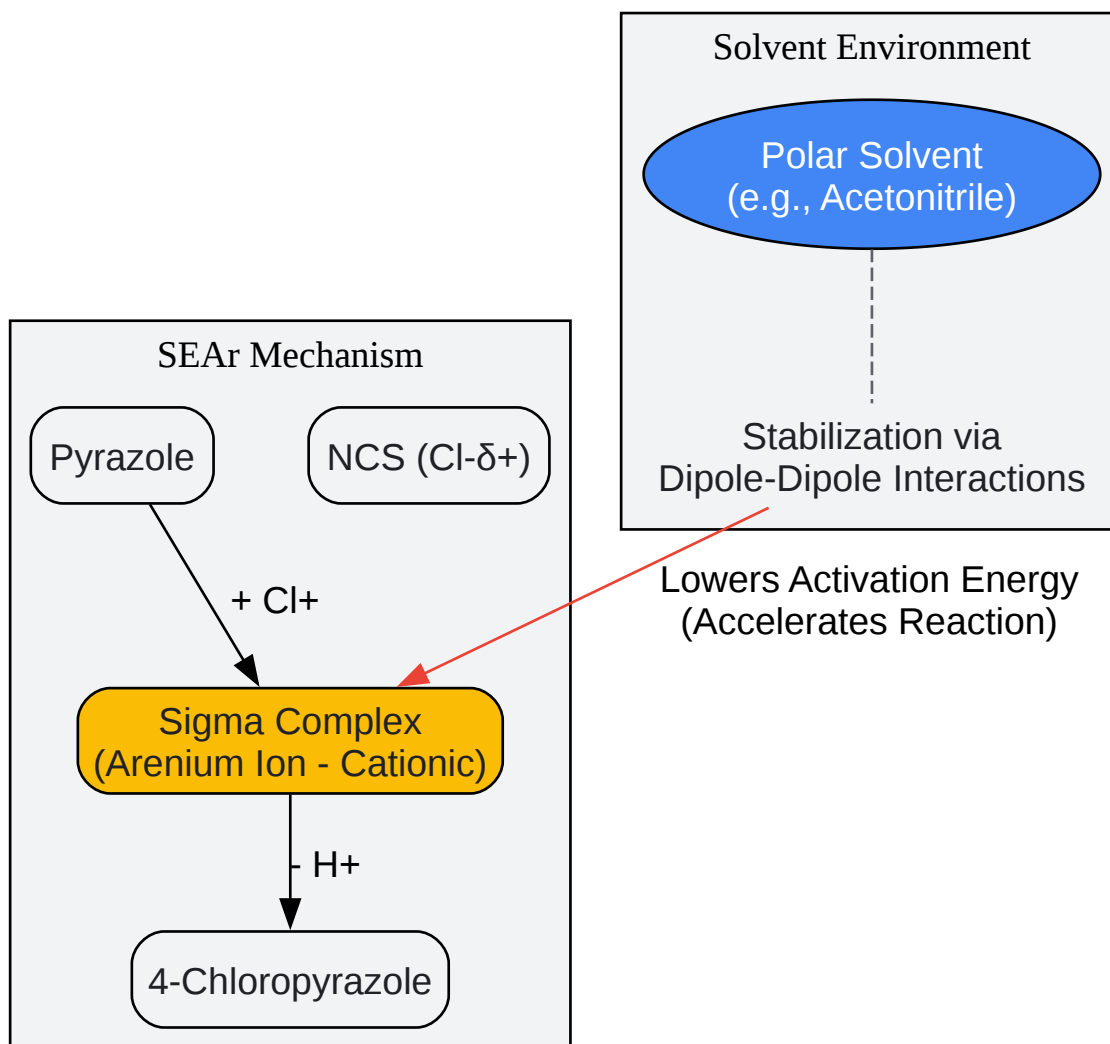 Solvent Environment
Polar Solvent
(e.g., Acetonitrile)
Stabilization via
Dipole-Dipole Interactions
Lowers Activation Energy
(Accelerates Reaction)
SEAr Mechanism
Pyrazole
NCS (Cl-δ+)
+ Cl+
Sigma Complex
(Arenium Ion - Cationic)
- H+
4-Chloropyrazole